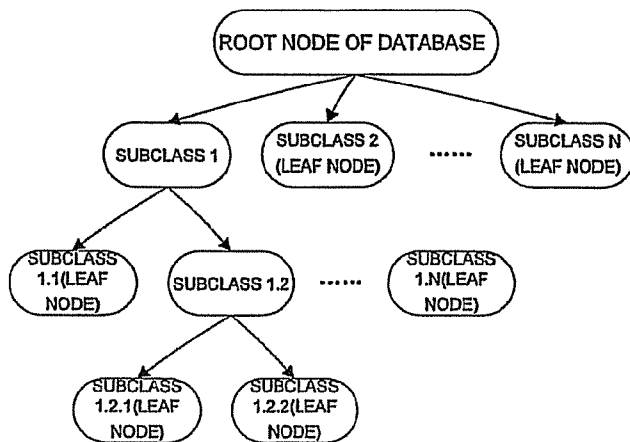 ROOT NODE OF DATABASE
SUBCLASS 1
SUBCLASS 2
(LEAF NODE)
......
SUBCLASS N
(LEAF NODE)
SUBCLASS
1.1(LEAF
NODE)
SUBCLASS 1.2
......
SUBCLASS
1.N(LEAF
NODE)
SUBCLASS
1.2.1(LEAF
NODE)
SUBCLASS
1.2.2(LEAF
NODE)